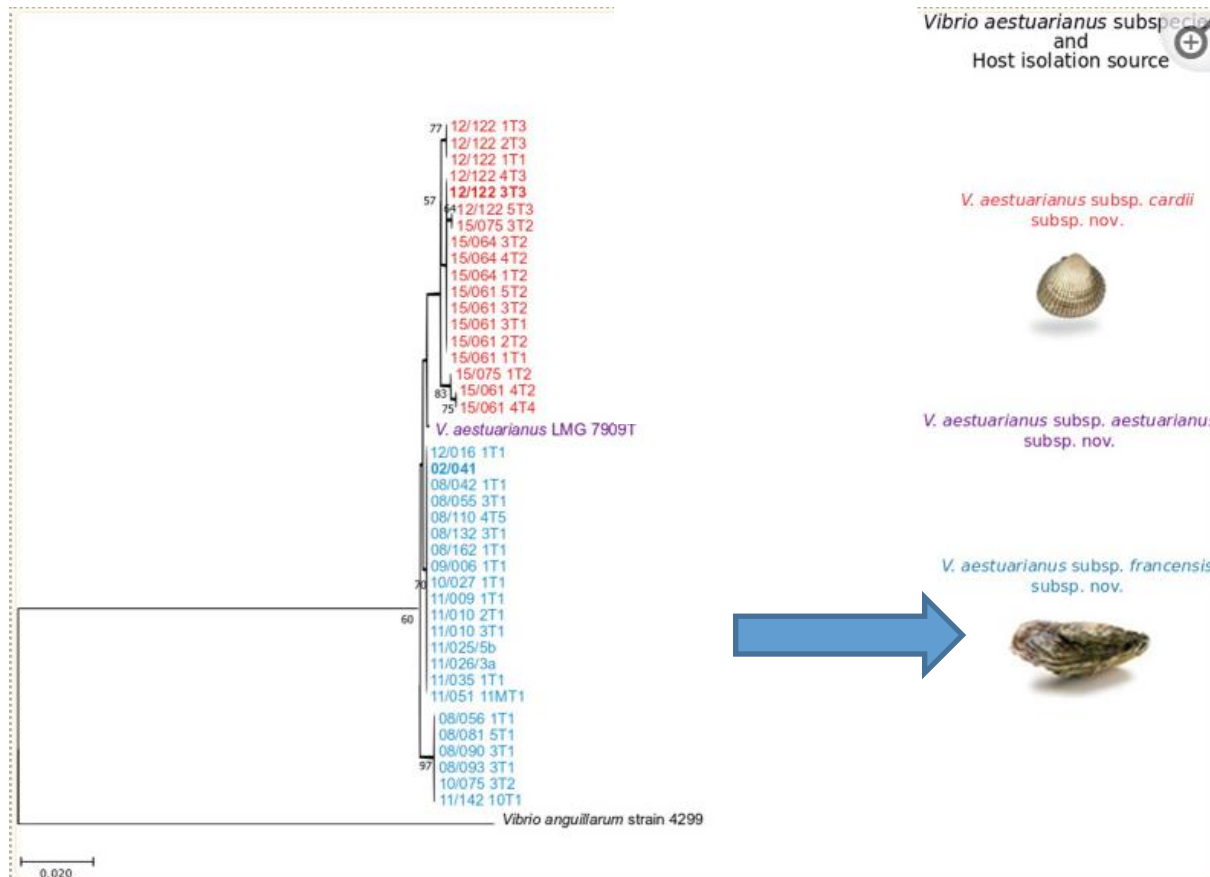 Vibrio aestuarianus subspecies
and
Host isolation source
77
12/122 1T3
12/122 2T3
12/122 1T1
12/122 4T3
12/122 3T3
57
64
12/122 5T3
15/075 3T2
15/064 3T2
15/064 4T2
15/064 1T2
15/061 5T2
15/061 3T2
15/061 3T1
15/061 2T2
15/061 1T1
15/075 1T2
83
15/061 4T2
75
15/061 4T4
V. aestuarianus LMG 7909T
12/016 1T1
02/041
08/042 1T1
08/055 3T1
08/110 4T5
08/132 3T1
08/162 1T1
09/006 1T1
70
10/027 1T1
11/009 1T1
60
11/010 2T1
11/010 3T1
11/025/5b
11/026/3a
11/035 1T1
11/051 11MT1
08/056 1T1
08/081 5T1
08/090 3T1
97
08/093 3T1
10/075 3T2
11/142 10T1
Vibrio anguillarum strain 4299
0.020
V. aestuarianus subsp. cardii
subsp. nov.
V. aestuarianus subsp. aestuarianus
subsp. nov.
V. aestuarianus subsp. francensis
subsp. nov.